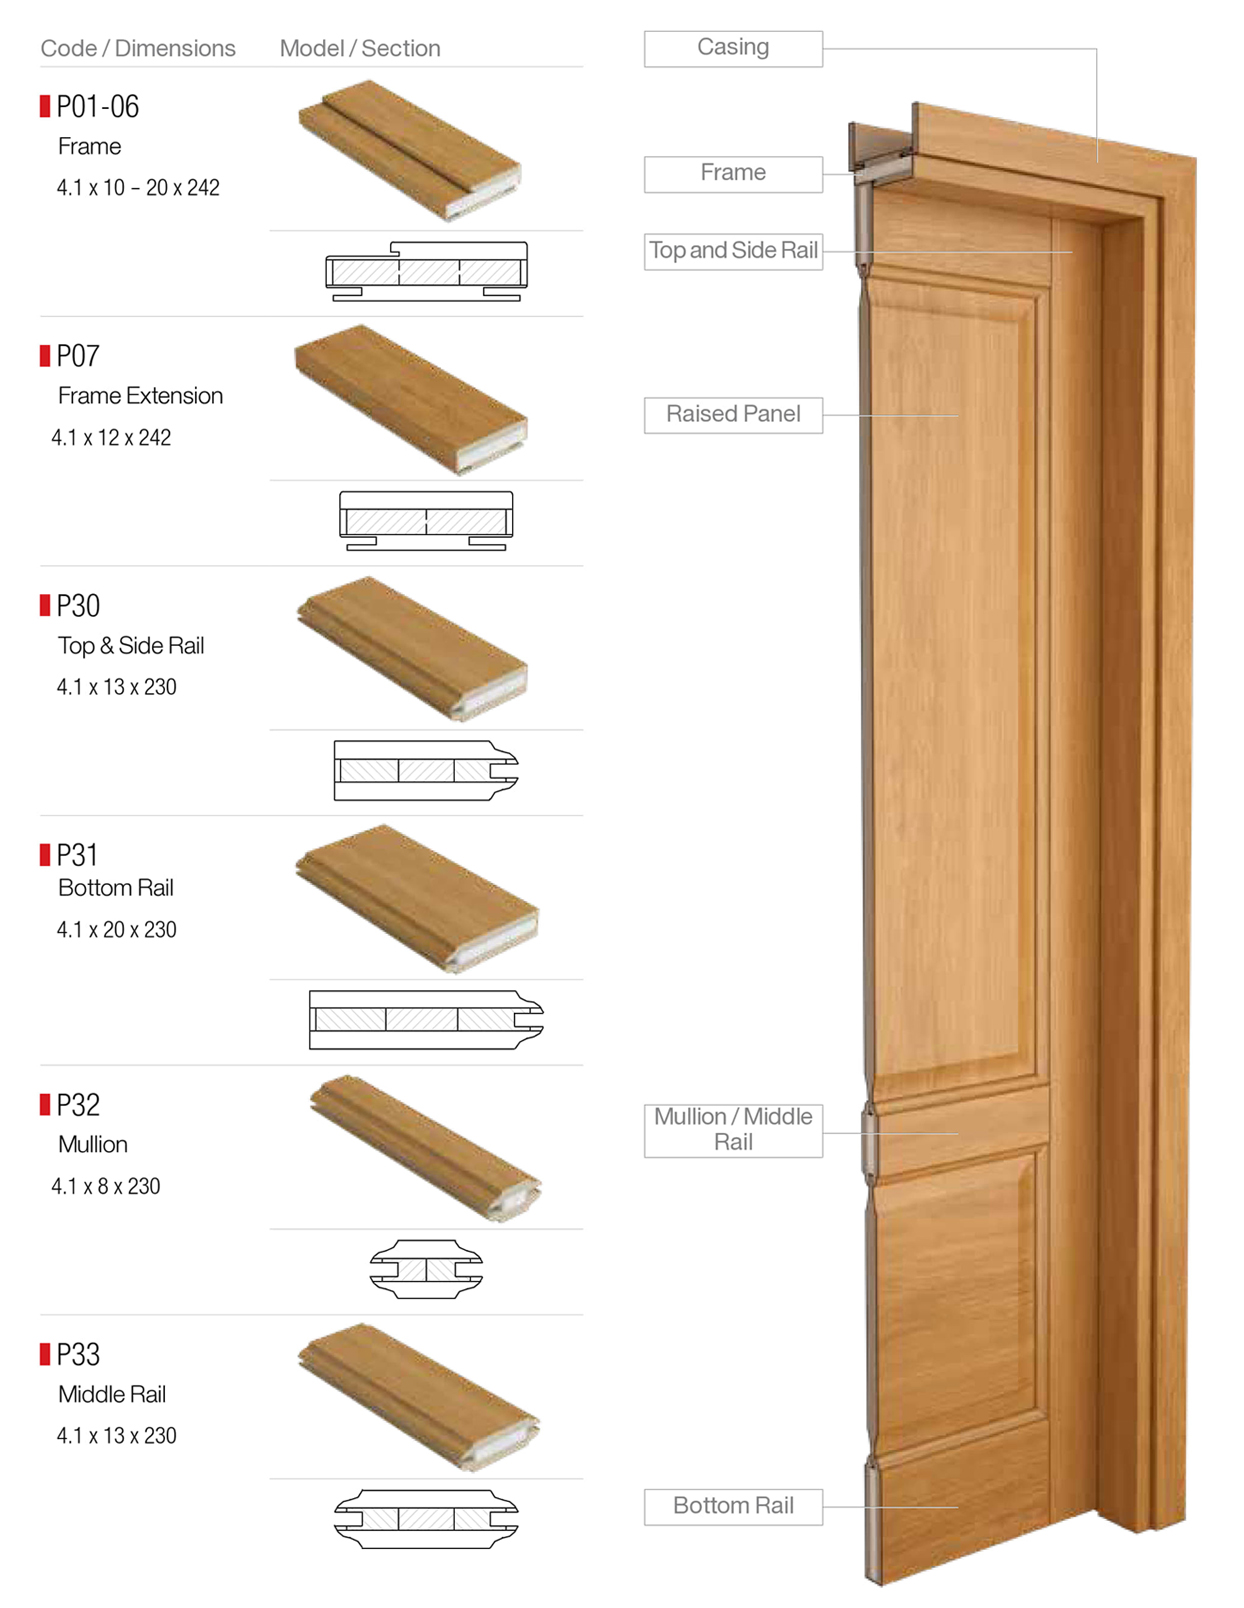 Code / Dimensions
Model / Section
P01-06
Frame
4.1 x 10 – 20 x 242
P07
Frame Extension
4.1 x 12 x 242
P30
Top & Side Rail
4.1 x 13 x 230
P31
Bottom Rail
4.1 x 20 x 230
P32
Mullion
4.1 x 8 x 230
P33
Middle Rail
4.1 x 13 x 230
Casing
Frame
Top and Side Rail
Raised Panel
Mullion / Middle
Rail
Bottom Rail